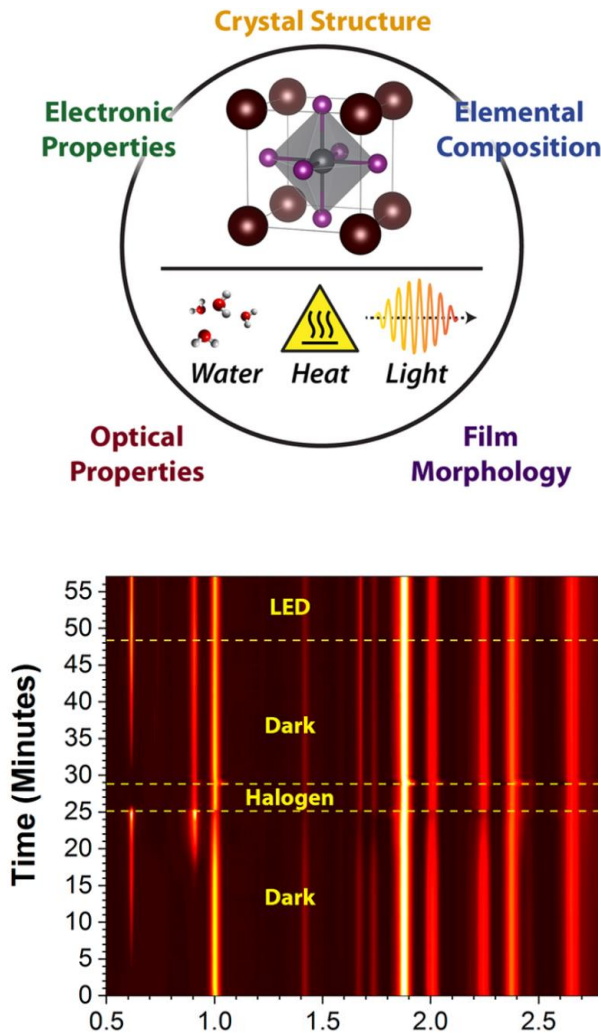 Crystal Structure
Electronic
Properties
Elemental
Composition
Water
Heat
Light
Optical
Properties
Film
Morphology
Time (Minutes)
55
50
45
40
35
30
25
20
15
10
5
0
LED
Dark
Halogen
Dark
0.5
1.0
1.5
2.0
2.5